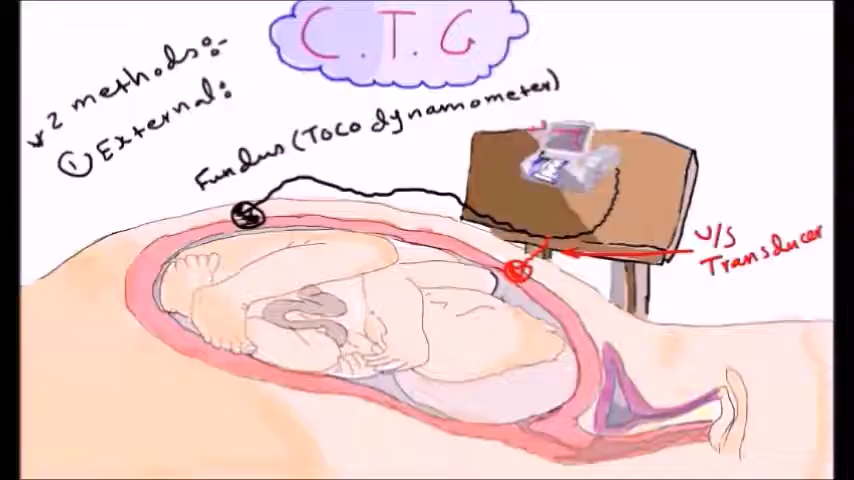 C.T.G
✓ 2 methods:-
① External:
Fundus (Toco dynamometer)
U/S
Transducer